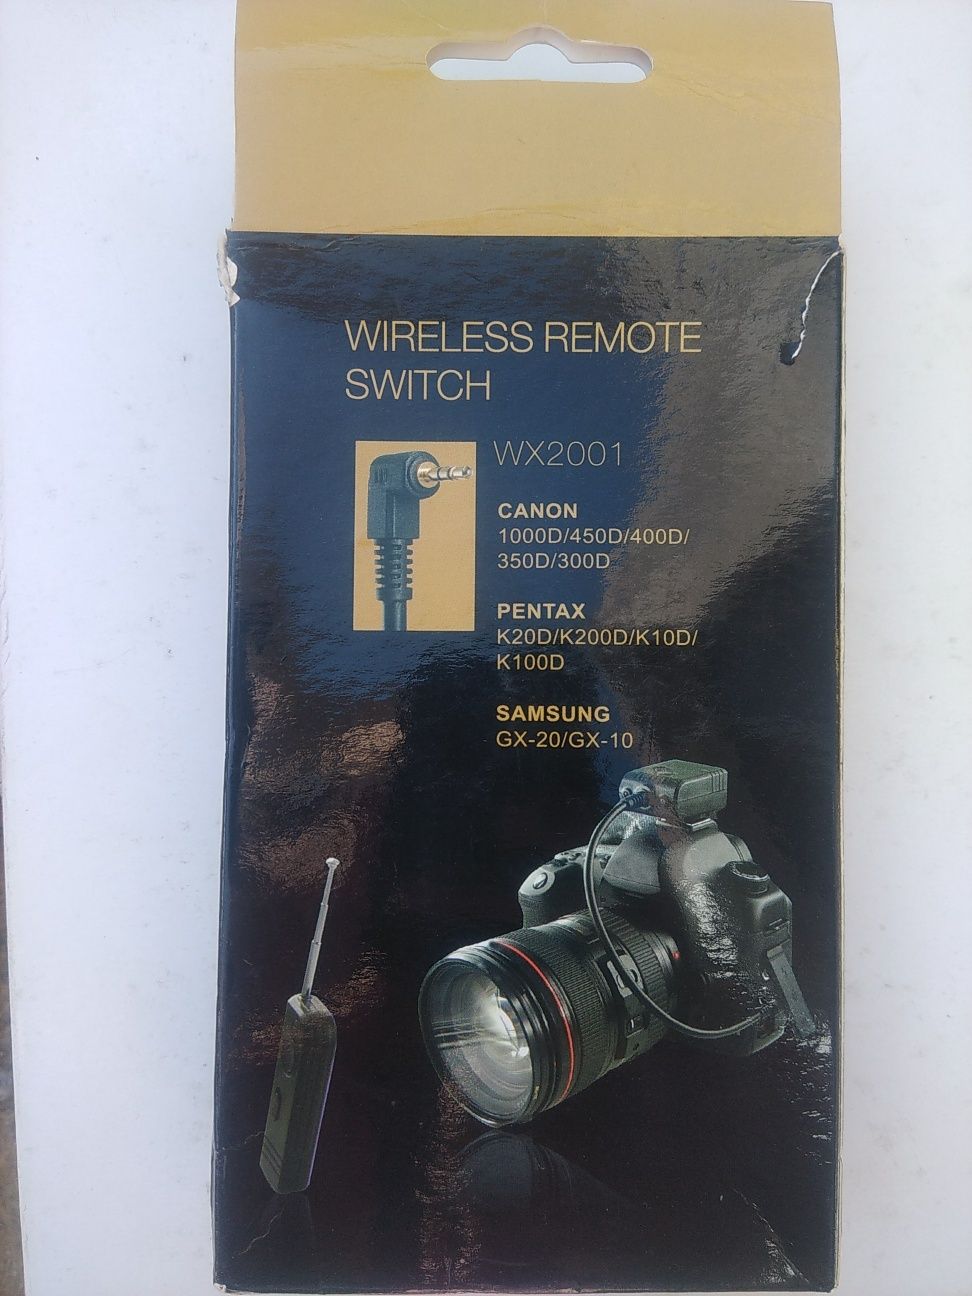 WIRELESS REMOTE
SWITCH
WX2001
CANON
1000D/450D/400D/
350D/300D
PENTAX
K20D/K200D/K10D/
K100D
SAMSUNG
GX-20/GX-10